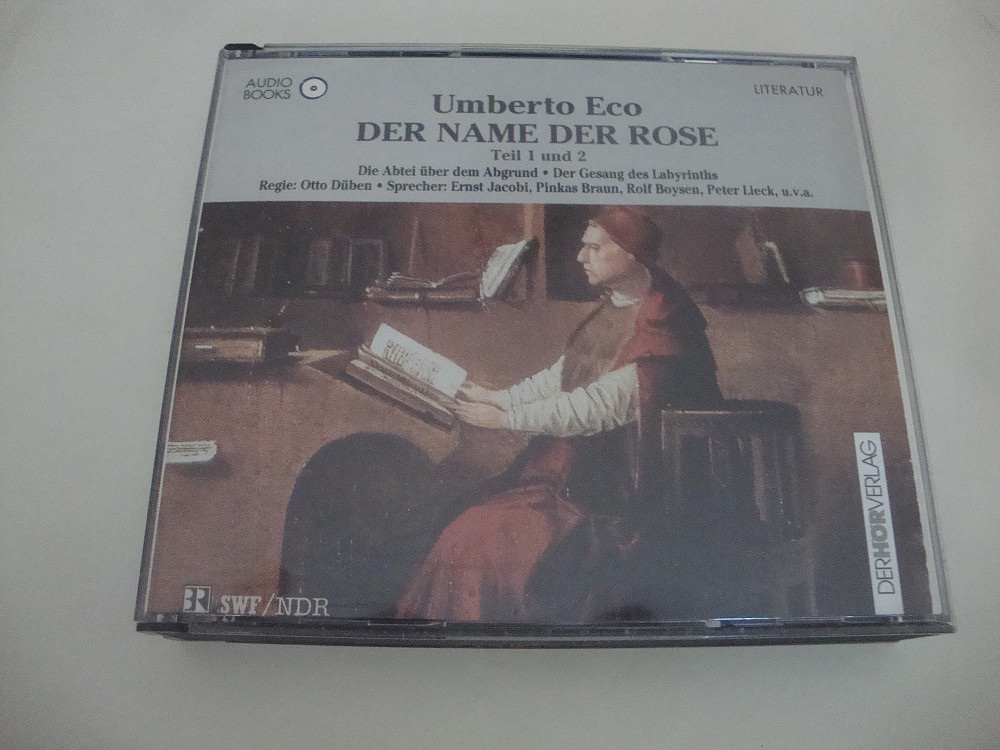 AUDIO
BOOKS
LITERATUR
Umberto Eco
DER NAME DER ROSE
Teil 1 und 2
Die Abtei über dem Abgrund • Der Gesang des Labyrinths
Regie: Otto Düben • Sprecher: Ernst Jacobi, Pinkas Braun, Rolf Boysen, Peter Lieck, u.v.a.
DERHÖRVERLAG
BR SWF/NDR